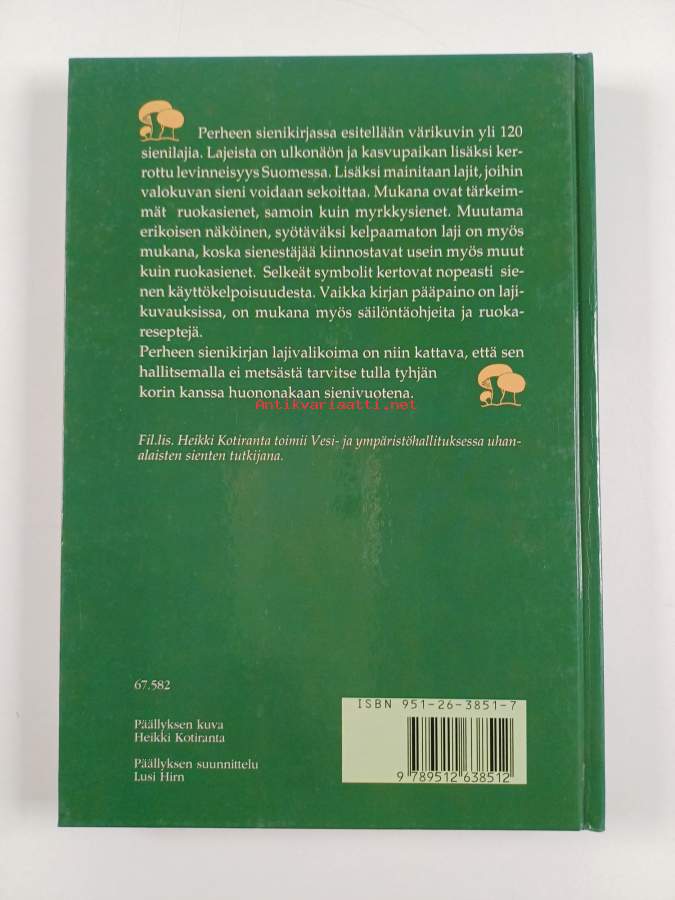 Perheen sienikirjassa esitellään värikuvin yli 120
sienilajia. Lajeista on ulkonäön ja kasvupaikan lisäksi ker-
rottu levinneisyys Suomessa. Lisäksi mainitaan lajit, joihin
valokuvan sieni voidaan sekoittaa. Mukana ovat tärkeim-
mät ruokasienet, samoin kuin myrkkysienet. Muutama
erikoisen näköinen, syötäväksi kelpaamaton laji on myös
mukana, koska sienestäjää kiinnostavat usein myös muut
kuin ruokasienet. Selkeät symbolit kertovat nopeasti sie-
nen käyttökelpoisuudesta. Vaikka kirjan pääpaino on laji-
kuvauksissa, on mukana myös säilöntäohjeita ja ruoka-
reseptejä.
Perheen sienikirjan lajivalikoima on niin kattava, että sen
hallitsemalla ei metsästä tarvitse tulla tyhjän
korin kanssa huononakaan sienivuotena.
Antikvariaatti.net
Fil.lis. Heikki Kotiranta toimii Vesi- ja ympäristöhallituksessa uhan-
alaisten sienten tutkijana.
67.582
Päällyksen kuva
Heikki Kotiranta
Päällyksen suunnittelu
Lusi Hirn
ISBN 951-26-3851-7
9 789512 638512